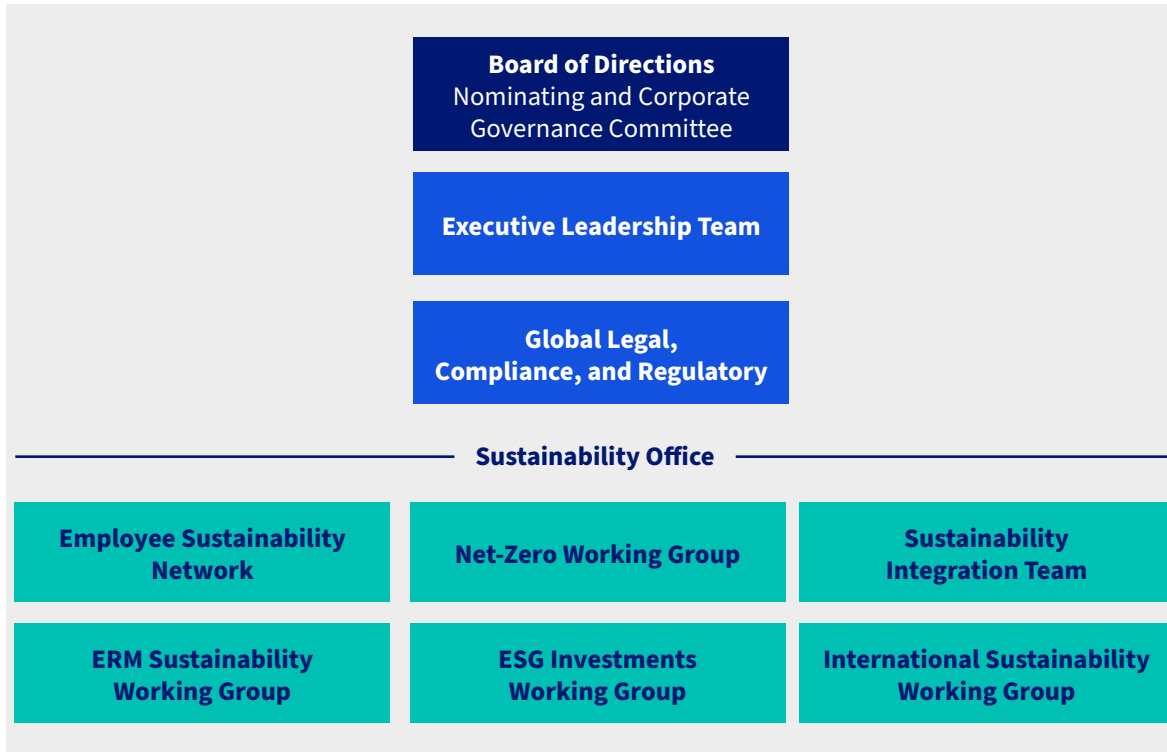 Board of Directions
Nominating and Corporate
Governance Committee
Executive Leadership Team
Global Legal,
Compliance, and Regulatory
Sustainability Office
Employee Sustainability
Network
Net-Zero Working Group
Sustainability
Integration Team
ERM Sustainability
Working Group
ESG Investments
Working Group
International Sustainability
Working Group